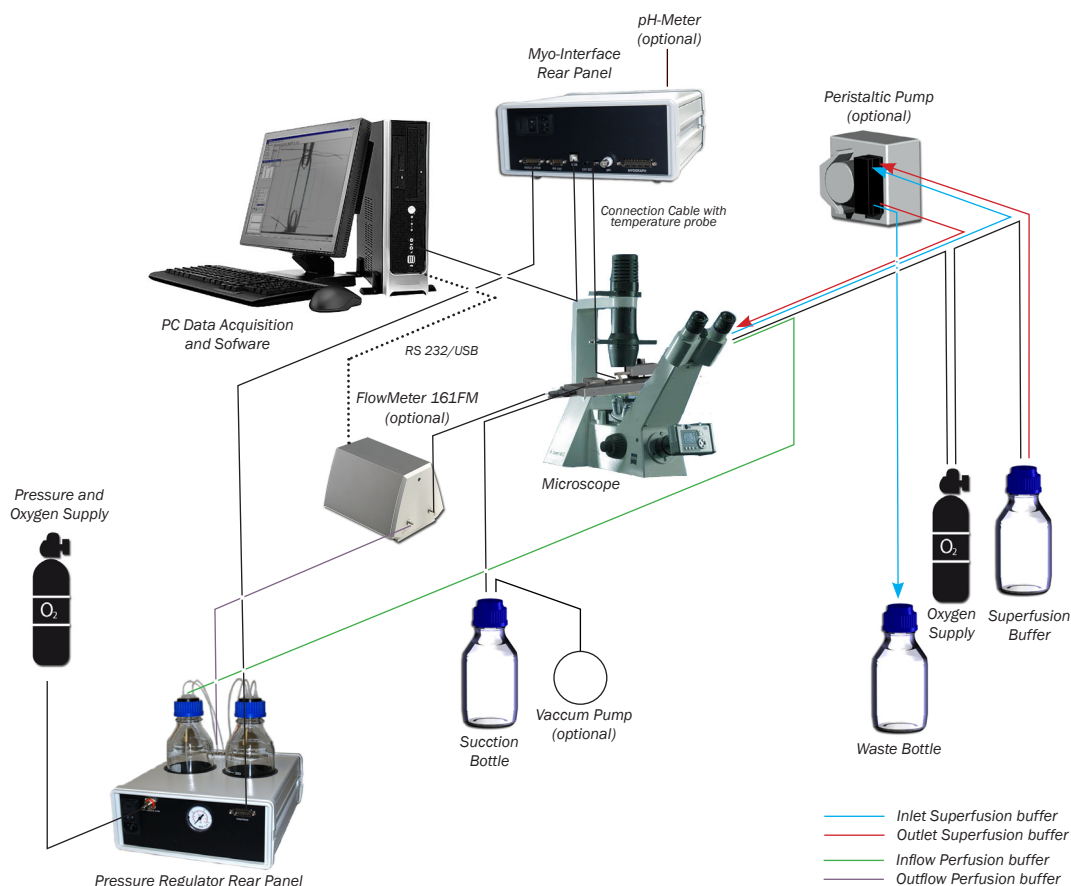 pH-Meter
(optional)
Myo-Interface
Rear Panel
Peristaltic Pump
(optional)
Connection Cable with
temperature probe
PC Data Acquisition
and Sofware
RS 232/USB
FlowMeter 161FM
(optional)
Microscope
Pressure and
Oxygen Supply
O2
O2
Oxygen
Supply
Superfusion
Buffer
Vaccum Pump
(optional)
Sucction
Bottle
Waste Bottle
Pressure Regulator Rear Panel
Inlet Superfusion buffer
Outlet Superfusion buffer
Inflow Perfusion buffer
Outflow Perfusion buffer